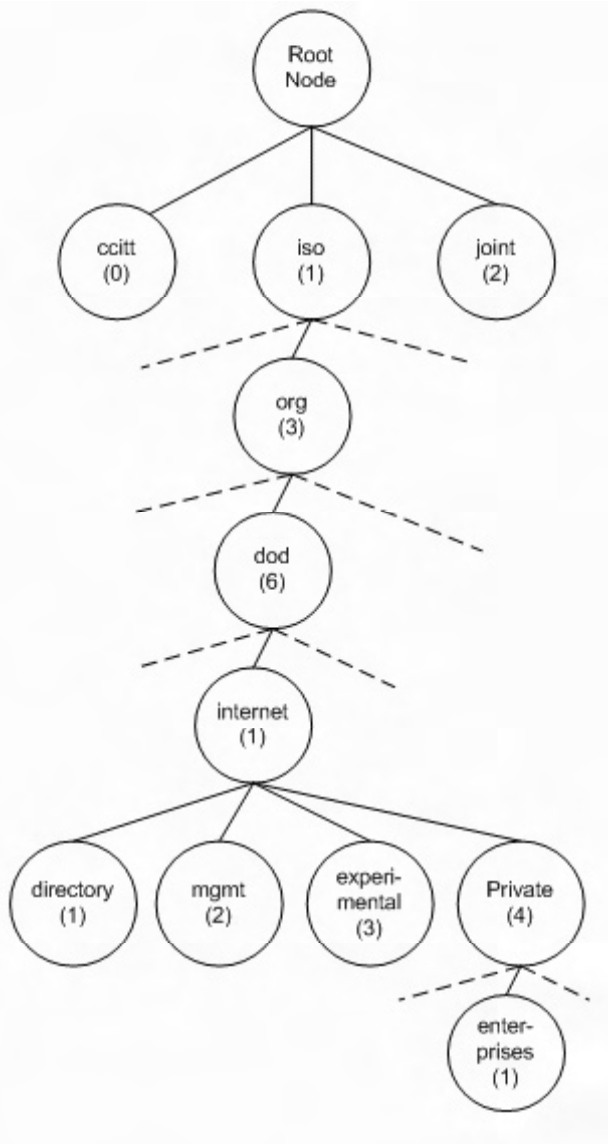 Root
Node
ccitt
(0)
iso
(1)
joint
(2)
org
(3)
dod
(6)
internet
(1)
directory
(1)
mgmt
(2)
experi-
mental
(3)
Private
(4)
enter-
prises
(1)